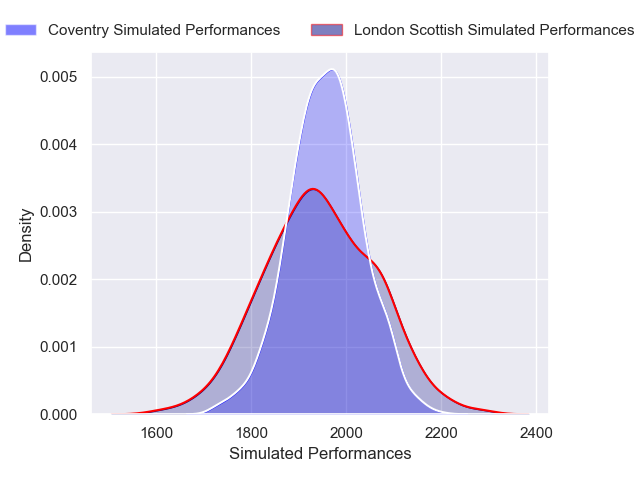 Coventry Simulated Performances
London Scottish Simulated Performances
0.005
0.004
0.003
0.002
0.001
0.000
Density
1600 1800 2000 2200 2400
Simulated Performances